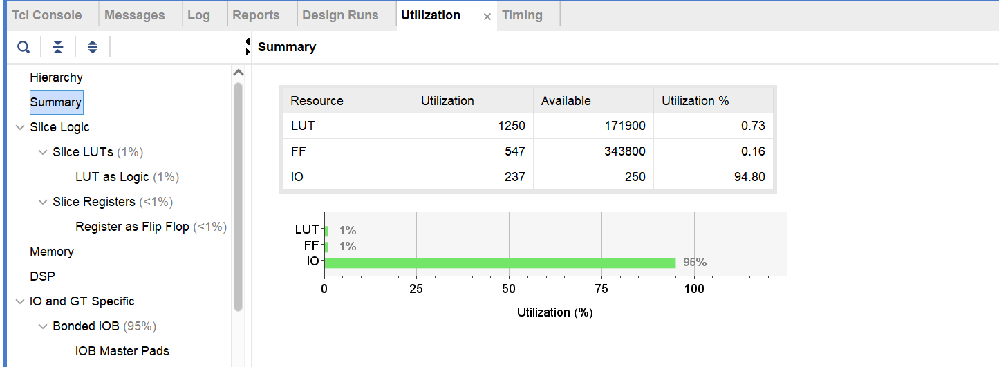 Tcl Console Messages Log Reports Design Runs Utilization × Timing
Summary
Hierarchy
Summary
Slice Logic
Slice LUTs (1%)
LUT as Logic (1%)
Slice Registers (<1%)
Register as Flip Flop (<1%)
Memory
DSP
IO and GT Specific
Bonded IOB (95%)
IOB Master Pads
Resource Utilization Available Utilization %
LUT 1250 171900 0.73
FF 547 343800 0.16
IO 237 250 94.80
LUT 1%
FF 1%
IO 95%
0 25 50 75 100
Utilization (%)